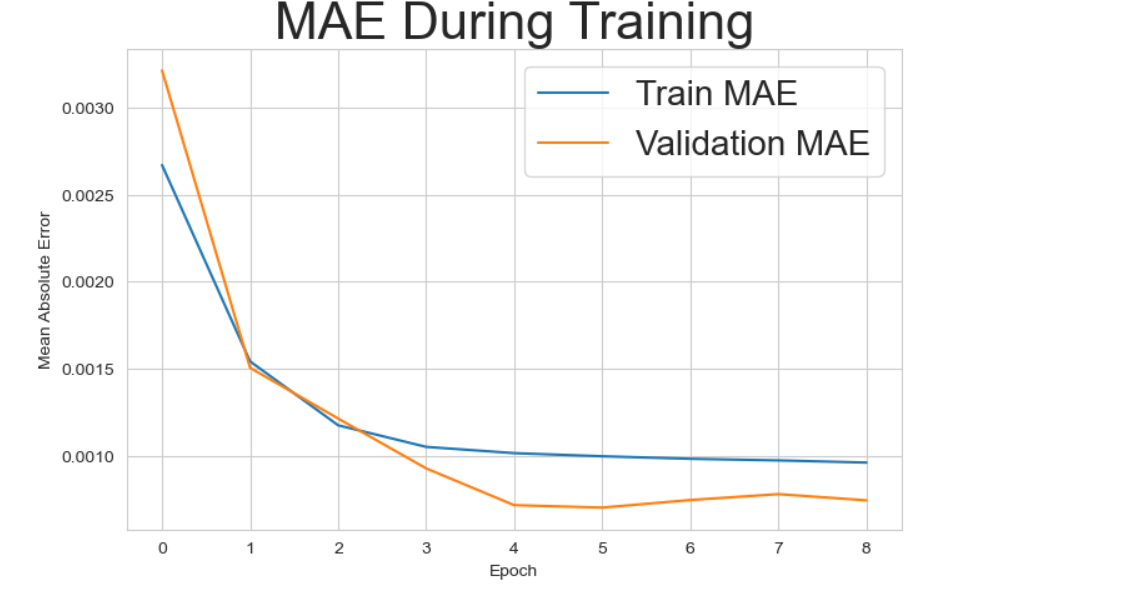 MAE During Training
Train MAE
Validation MAE
Mean Absolute Error
0.0030
0.0025
0.0020
0.0015
0.0010
0 1 2 3 4 5 6 7 8
Epoch